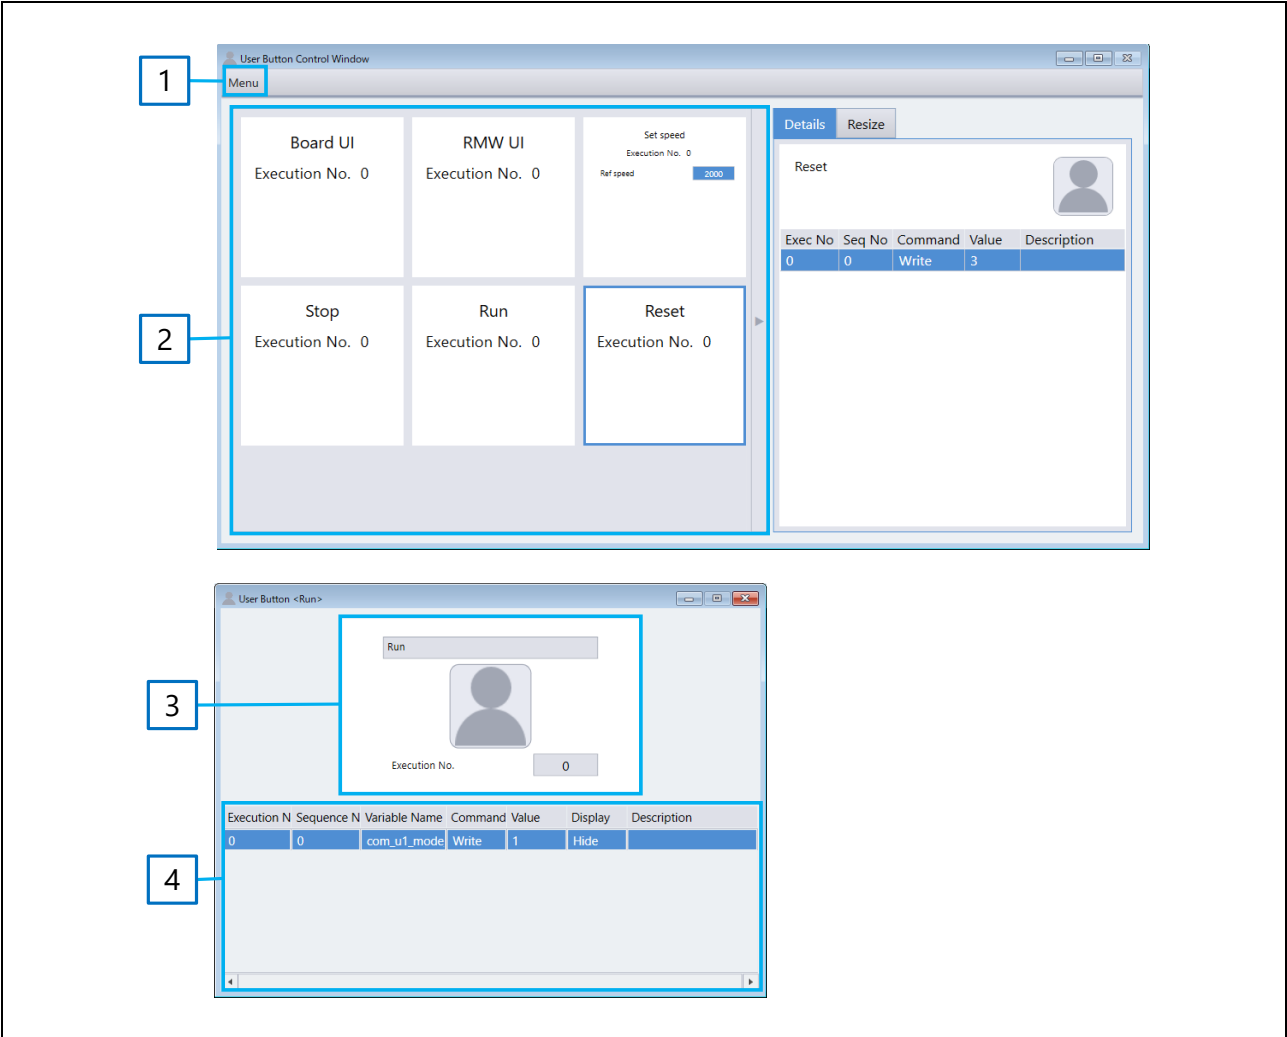 1
User Button Control Window
Menu
2
Board UI
Execution No. 0
RMW UI
Execution No. 0
Set speed
Execution No. 0
Ref speed 2000
Stop
Execution No. 0
Run
Execution No. 0
Reset
Execution No. 0
Details Resize
Reset
Exec No Seq No Command Value Description
0 0 Write 3
User Button <Run>
3
Run
Execution No. 0
4
Execution N Sequence N Variable Name Command Value Display Description
0 0 com_u1_mode Write 1 Hide